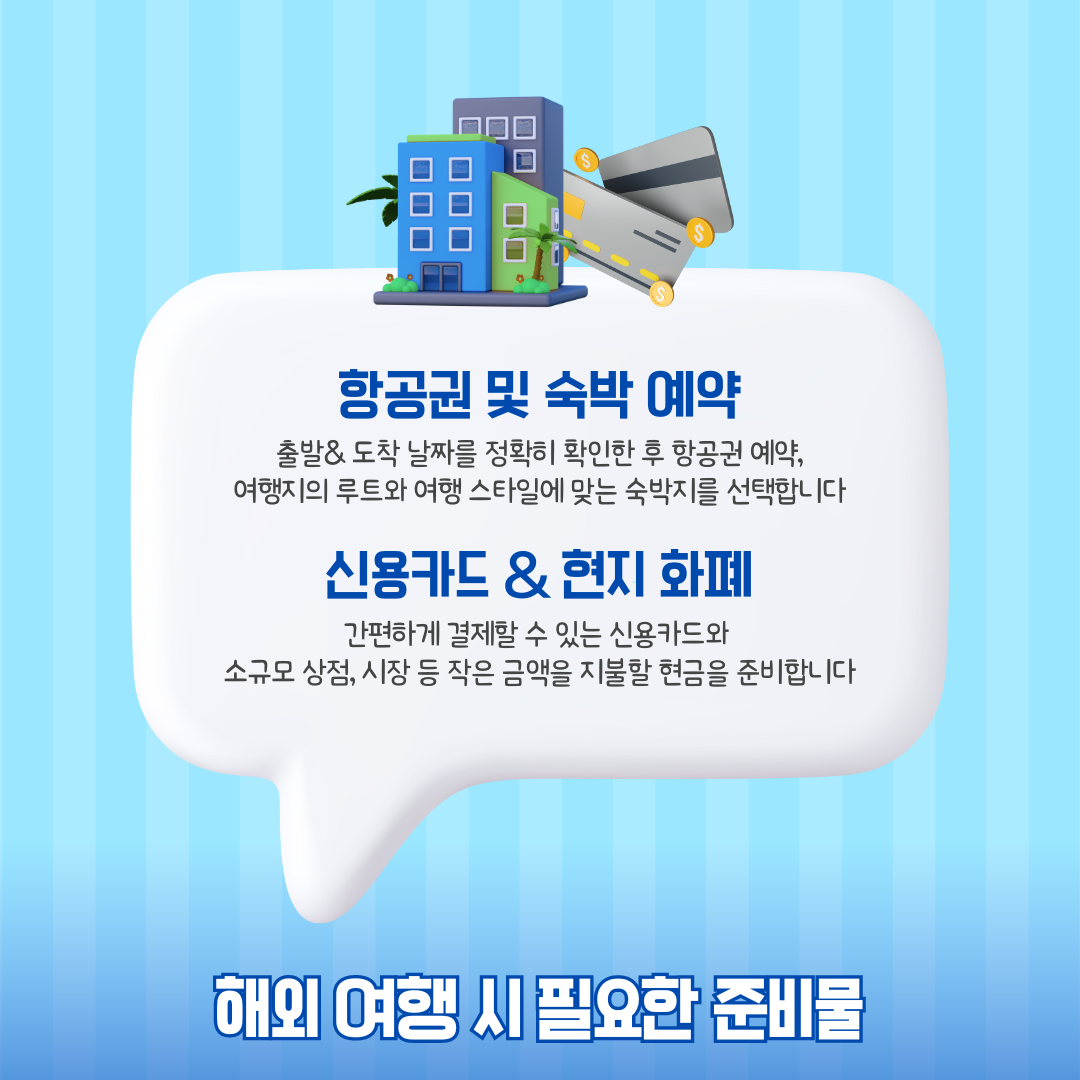 항공권 및 숙박 예약
출발& 도착 날짜를 정확히 확인한 후 항공권 예약,
여행지의 루트와 여행 스타일에 맞는 숙박지를 선택합니다
신용카드 & 현지 화폐
간편하게 결제할 수 있는 신용카드와
소규모 상점, 시장 등 작은 금액을 지불할 현금을 준비합니다
해외 여행 시 필요한 준비물